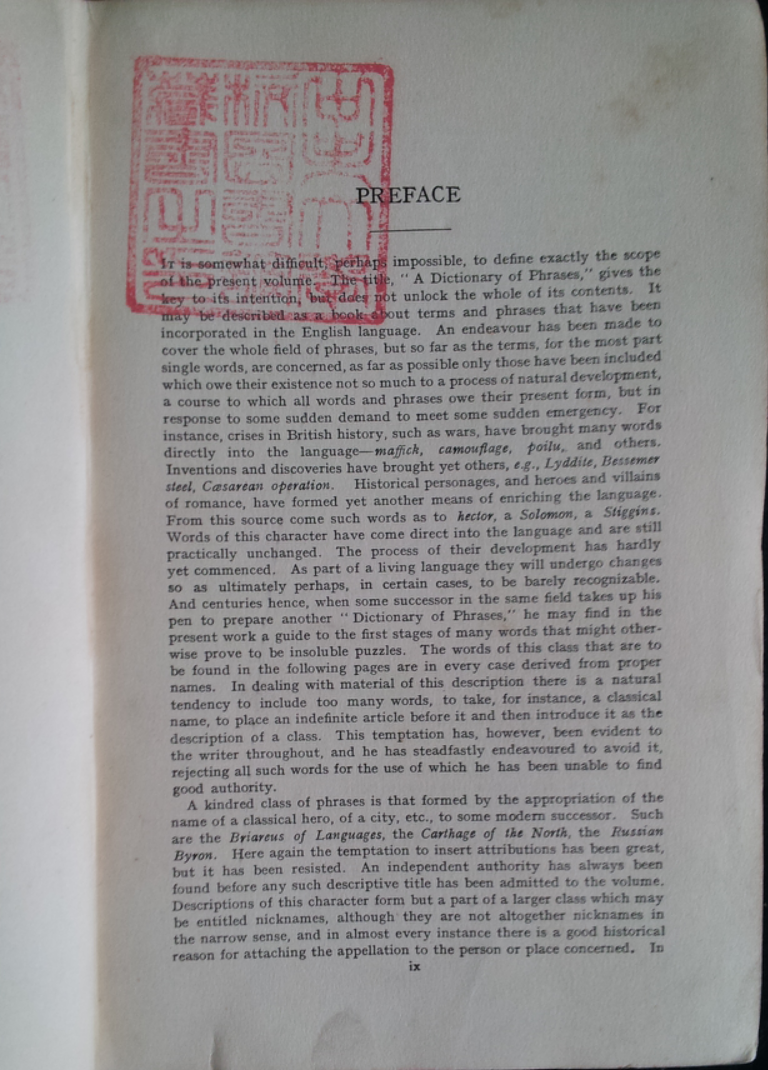 PREFACE
IT is somewhat difficult, perhaps impossible, to define exactly the scope
of the present volume. The title, “ A Dictionary of Phrases,” gives the
key to its intention, but does not unlock the whole of its contents. It
may be described as a book about terms and phrases that have been
incorporated in the English language. An endeavour has been made to
cover the whole field of phrases, but so far as the terms, for the most part
single words, are concerned, as far as possible only those have been included
which owe their existence not so much to a process of natural development,
a course to which all words and phrases owe their present form, but in
response to some sudden demand to meet some sudden emergency. For
instance, crises in British history, such as wars, have brought many words
directly into the language—maffick, camouflage, poilu, and others.
Inventions and discoveries have brought yet others, e.g., Lyddite, Bessemer
steel, Cæsarean operation. Historical personages, and heroes and villains
of romance, have formed yet another means of enriching the language.
From this source come such words as to hector, a Solomon, a Stiggins.
Words of this character have come direct into the language and are still
practically unchanged. The process of their development has hardly
yet commenced. As part of a living language they will undergo changes
so as ultimately perhaps, in certain cases, to be barely recognizable.
And centuries hence, when some successor in the same field takes up his
pen to prepare another “ Dictionary of Phrases,” he may find in the
present work a guide to the first stages of many words that might other-
wise prove to be insoluble puzzles. The words of this class that are to
be found in the following pages are in every case derived from proper
names. In dealing with material of this description there is a natural
tendency to include too many words, to take, for instance, a classical
name, to place an indefinite article before it and then introduce it as the
description of a class. This temptation has, however, been evident to
the writer throughout, and he has steadfastly endeavoured to avoid it,
rejecting all such words for the use of which he has been unable to find
good authority.
A kindred class of phrases is that formed by the appropriation of the
name of a classical hero, of a city, etc., to some modern successor. Such
are the Briareus of Languages, the Carthage of the North, the Russian
Byron. Here again the temptation to insert attributions has been great,
but it has been resisted. An independent authority has always been
found before any such descriptive title has been admitted to the volume.
Descriptions of this character form but a part of a larger class which may
be entitled nicknames, although they are not altogether nicknames in
the narrow sense, and in almost every instance there is a good historical
reason for attaching the appellation to the person or place concerned. In
ix